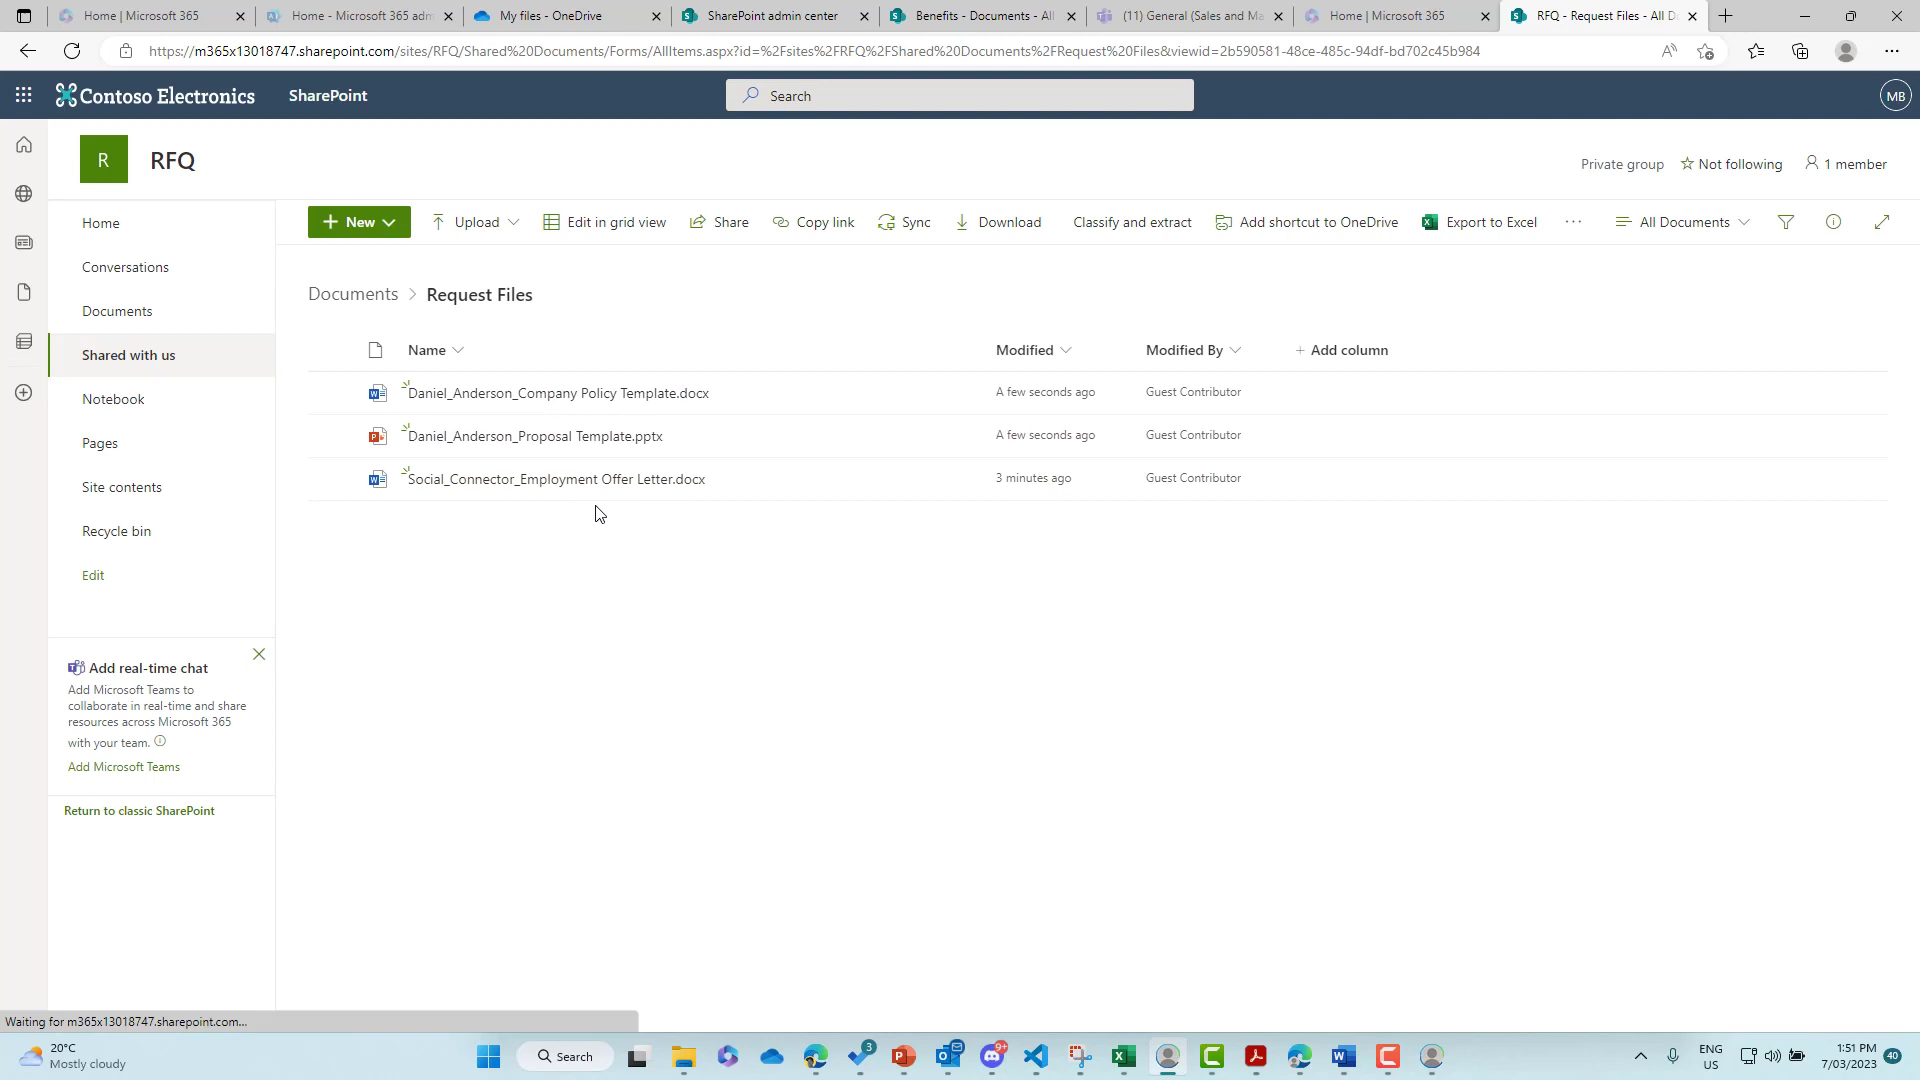 Home | Microsoft 365
Home - Microsoft 365 adm
My files - OneDrive
SharePoint admin center
Benefits - Documents - All
(11) General (Sales and Ma
Home | Microsoft 365
RFQ - Request Files - All D
https://m365x13018747.sharepoint.com/sites/RFQ/Shared%20Documents/Forms/AllItems.aspx?id=%2Fsites%2FRFQ%2FShared%20Documents%2FRequest%20Files&viewid=2b590581-48ce-485c-94df-bd702c45b984
Contoso Electronics
SharePoint
Search
MB
R
RFQ
Private group
Not following
1 member
Home
Conversations
Documents
Shared with us
Notebook
Pages
Site contents
Recycle bin
Edit
New
Upload
Edit in grid view
Share
Copy link
Sync
Download
Classify and extract
Add shortcut to OneDrive
Export to Excel
All Documents
Documents > Request Files
Name
Modified
Modified By
+ Add column
Daniel_Anderson_Company Policy Template.docx
A few seconds ago
Guest Contributor
Daniel_Anderson_Proposal Template.pptx
A few seconds ago
Guest Contributor
Social_Connector_Employment Offer Letter.docx
3 minutes ago
Guest Contributor
Add real-time chat
Add Microsoft Teams to
collaborate in real-time and share
resources across Microsoft 365
with your team.
Add Microsoft Teams
Return to classic SharePoint
Waiting for m365x13018747.sharepoint.com...
20°C
Mostly cloudy
Search
3
9+
ENG
US
1:51 PM
7/03/2023
40